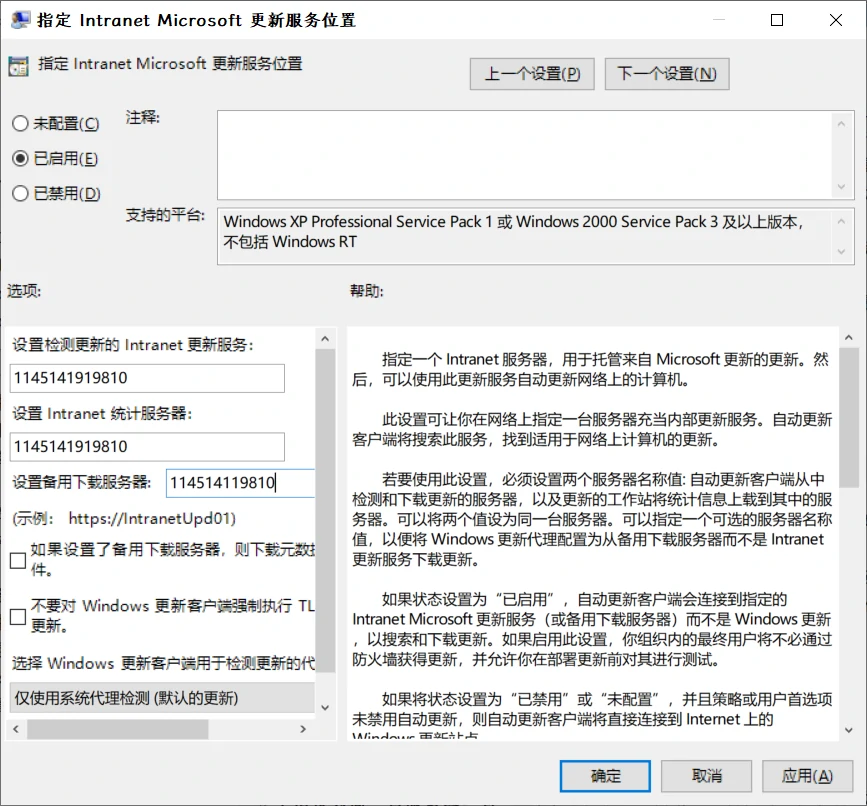 指定 Intranet Microsoft 更新服务位置
指定 Intranet Microsoft 更新服务位置
上一个设置(P)
下一个设置(N)
未配置(C)
注释:
已启用(E)
已禁用(D)
支持的平台:
Windows XP Professional Service Pack 1 或 Windows 2000 Service Pack 3 及以上版本，
不包括 Windows RT
选项:
帮助:
设置检测更新的 Intranet 更新服务:
1145141919810
设置 Intranet 统计服务器:
1145141919810
设置备用下载服务器:
114514119810
(示例: https://IntranetUpd01)
如果设置了备用下载服务器，则下载元数据
件。
不要对 Windows 更新客户端强制执行 TL
更新。
选择 Windows 更新客户端用于检测更新的代
仅使用系统代理检测 (默认的更新)
指定一个 Intranet 服务器，用于托管来自 Microsoft 更新的更新。然
后，可以使用此更新服务自动更新网络上的计算机。
此设置可让你在网络上指定一台服务器充当内部更新服务。自动更新
客户端将搜索此服务，找到适用于网络上计算机的更新。
若要使用此设置，必须设置两个服务器名称值: 自动更新客户端从中
检测和下载更新的服务器，以及更新的工作站将统计信息上载到其中的服
务器。可以将两个值设为同一台服务器。可以指定一个可选的服务器名称
值，以便将 Windows 更新代理配置为从备用下载服务器而不是 Intranet
更新服务下载更新。
如果状态设置为“已启用”，自动更新客户端会连接到指定的
Intranet Microsoft 更新服务（或备用下载服务器）而不是 Windows 更新
，以搜索和下载更新。如果启用此设置，你组织内的最终用户将不必通过
防火墙获得更新，并允许你在部署更新前对其进行测试。
如果将状态设置为“已禁用”或“未配置”，并且策略或用户首选项
未禁用自动更新，则自动更新客户端将直接连接到 Internet 上的
Windows 更新站点
确定
取消
应用(A)